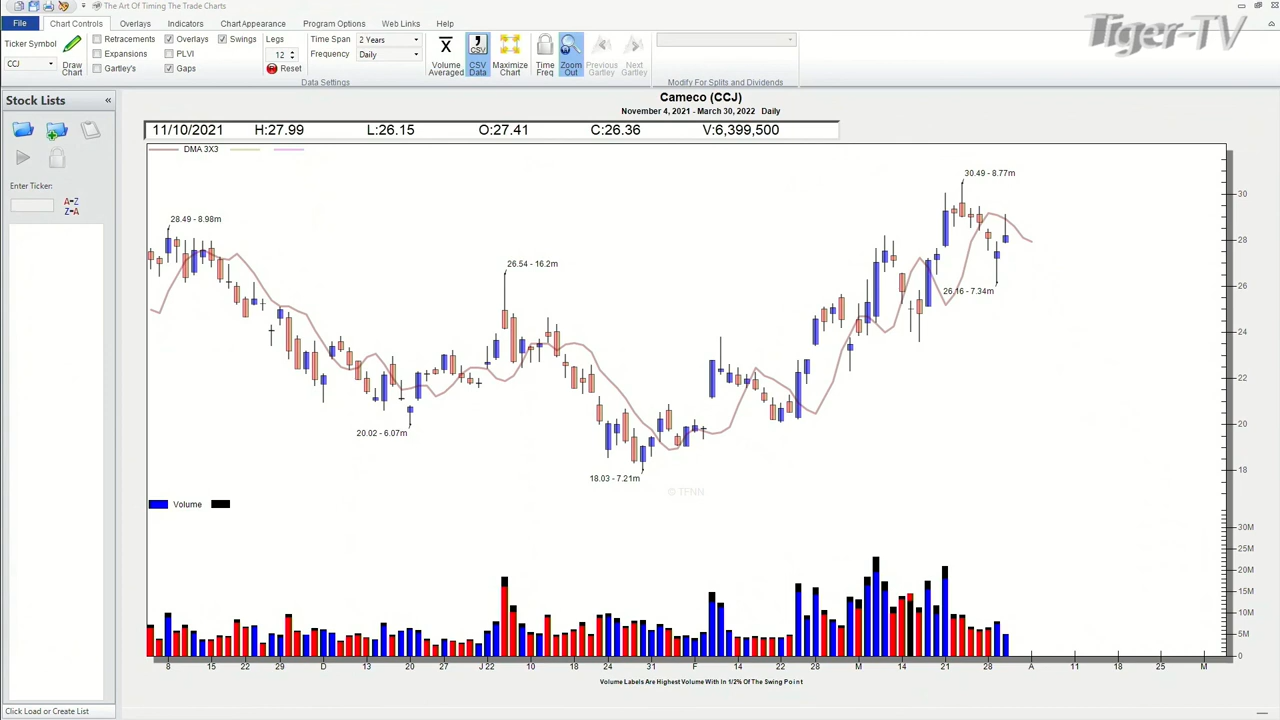 The Art Of Timing The Trade Charts
Tiger-TV
File
Chart Controls
Overlays
Indicators
Chart Appearance
Program Options
Web Links
Help
Ticker Symbol
CCJ
Draw Chart
Retracements
Expansions
Gartley's
Overlays
PLVI
Gaps
Swings
Legs
12
Reset
Time Span
2 Years
Frequency
Daily
Data Settings
Volume Averaged
CSV Data
Maximize Chart
Time Freq
Zoom Out
Previous Gartley
Next Gartley
Modify For Splits and Dividends
Stock Lists
«
Enter Ticker:
A-Z
Z-A
Click Load or Create List
Cameco (CCJ)
November 4, 2021 - March 30, 2022 Daily
11/10/2021 H:27.99 L:26.15 O:27.41 C:26.36 V:6,399,500
DMA 3X3
30.49 - 8.77m
28.49 - 8.98m
26.54 - 16.2m
26.16 - 7.34m
20.02 - 6.07m
18.03 - 7.21m
© TFNN
30
28
26
24
22
20
18
Volume
30M
25M
20M
15M
10M
5M
0
8 15 22 29 D 13 20 27 J 22 10 18 24 31 F 14 22 28 M 14 21 28 A 11 18 25 M
Volume Labels Are Highest Volume With In 1/2% Of The Swing Point